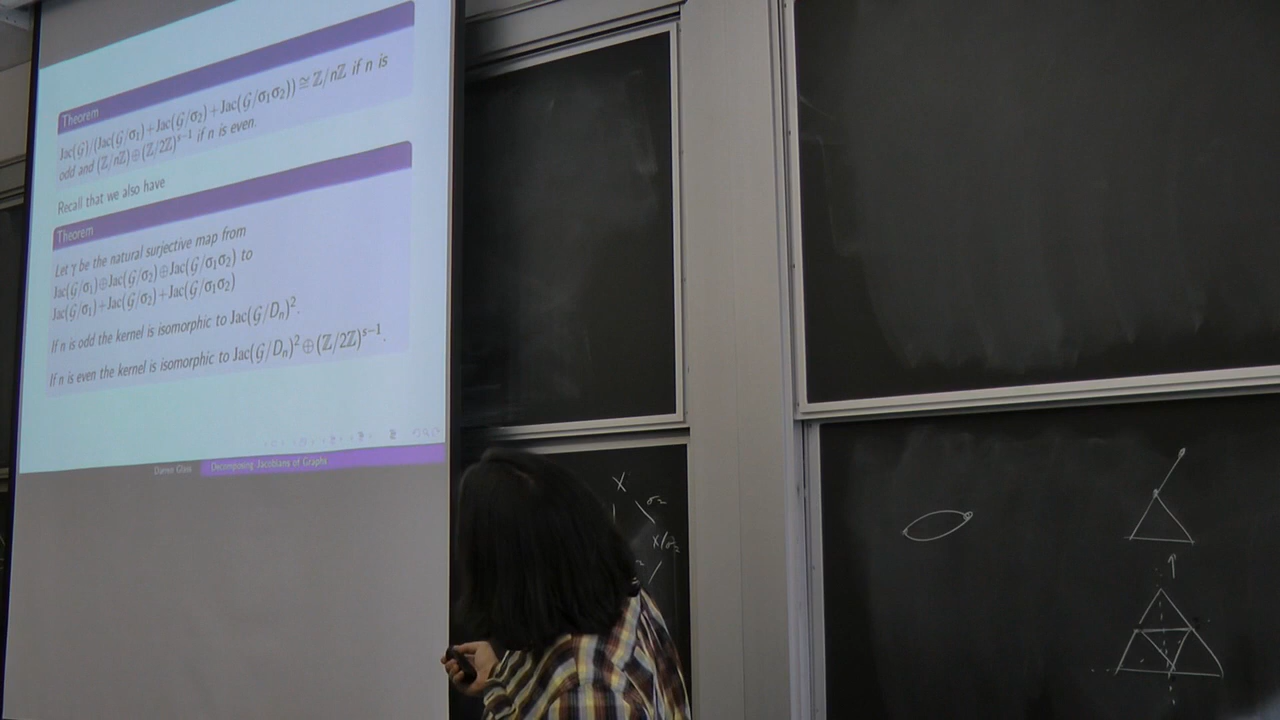 Theorem
Jac(𝒢)/(Jac(𝒢/σ₁)+Jac(𝒢/σ₂)+Jac(𝒢/σ₁σ₂)) ≅ ℤ/nℤ if n is
odd and (ℤ/nℤ)⊕(ℤ/2ℤ)ˢ⁻¹ if n is even.
Recall that we also have
Theorem
Let γ be the natural surjective map from
Jac(𝒢/σ₁)⊕Jac(𝒢/σ₂)⊕Jac(𝒢/σ₁σ₂) to
Jac(𝒢/σ₁)+Jac(𝒢/σ₂)+Jac(𝒢/σ₁σ₂)
If n is odd the kernel is isomorphic to Jac(𝒢/Dₙ)².
If n is even the kernel is isomorphic to Jac(𝒢/Dₙ)²⊕(ℤ/2ℤ)ˢ⁻¹.
Darren Glass Decomposing Jacobians of Graphs
X
σ₂
X/σ₂